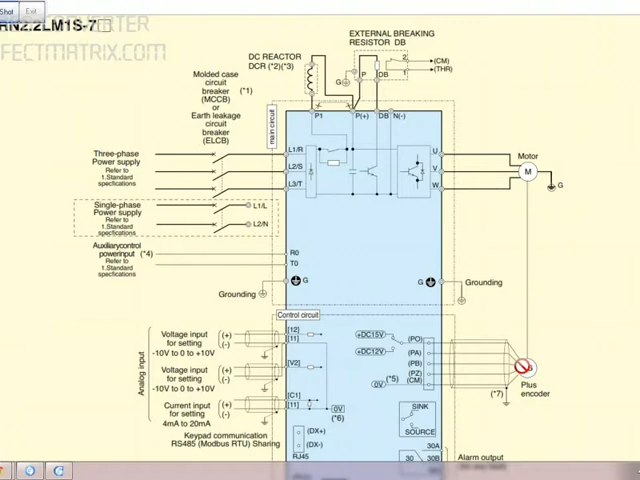 Shot
Exit
RN2.2LM1S-7
FECTMATRIX.COM
EXTERNAL BREAKING
RESISTOR DB
DC REACTOR
DCR (*2)(*3)
2
(CM)
1
(THR)
G
P
DB
Molded case
circuit
breaker
(MCCB)
or
Earth leakage
circuit
breaker
(ELCB)
(*1)
main circuit
P1
P(+)
DB
N(-)
Three-phase
Power supply
Refer to
1.Standard
specfications
L1/R
L2/S
L3/T
U
V
W
Motor
M
G
Single-phase
Power supply
Refer to
1.Standard
specfications
L1/L
L2/N
Auxiliarycontrol
powerinput
(*4)
Refer to
1.Standard
specfications
R0
T0
G
Grounding
G
Grounding
Control circuit
Analog input
Voltage input
for setting
-10V to 0 to +10V
(+)
(-)
[12]
[11]
Voltage input
for setting
-10V to 0 to +10V
(+)
(-)
[V2]
Current input
for setting
4mA to 20mA
(+)
(-)
[C1]
[11]
0V
(*6)
+DC15V
+DC12V
0V
(*5)
(PO)
(PA)
(PB)
(PZ)
(CM)
(*7)
Plus
encoder
Keypad communication
RS485 (Modbus RTU) Sharing
(DX+)
(DX-)
RJ45
SINK
SOURCE
30
30A
30B
Alarm output